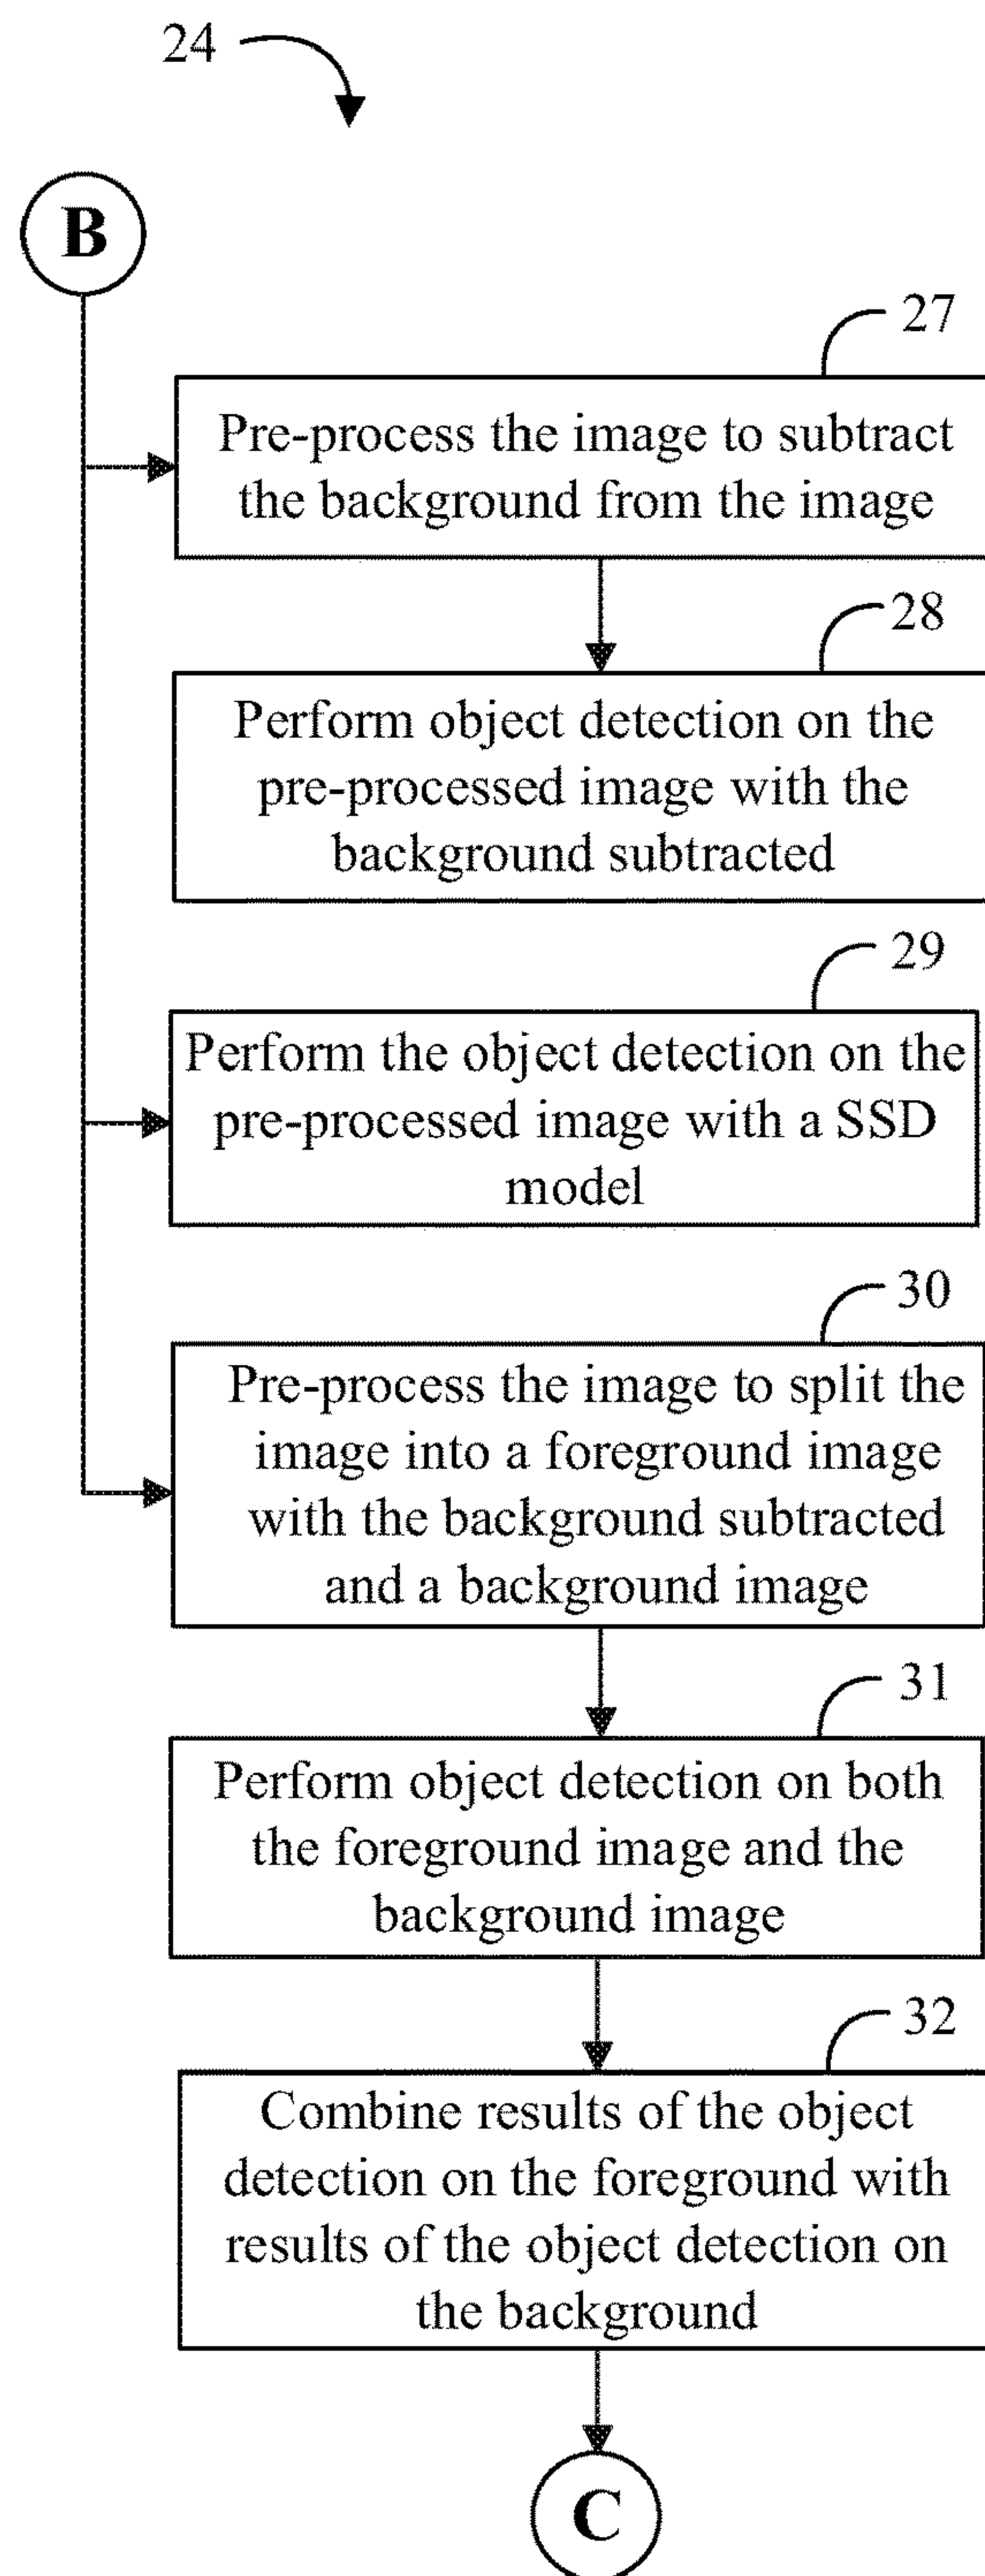 24
B
27
Pre-process the image to subtract
the background from the image
28
Perform object detection on the
pre-processed image with the
background subtracted
29
Perform the object detection on the
pre-processed image with a SSD
model
30
Pre-process the image to split the
image into a foreground image
with the background subtracted
and a background image
31
Perform object detection on both
the foreground image and the
background image
32
Combine results of the object
detection on the foreground with
results of the object detection on
the background
C